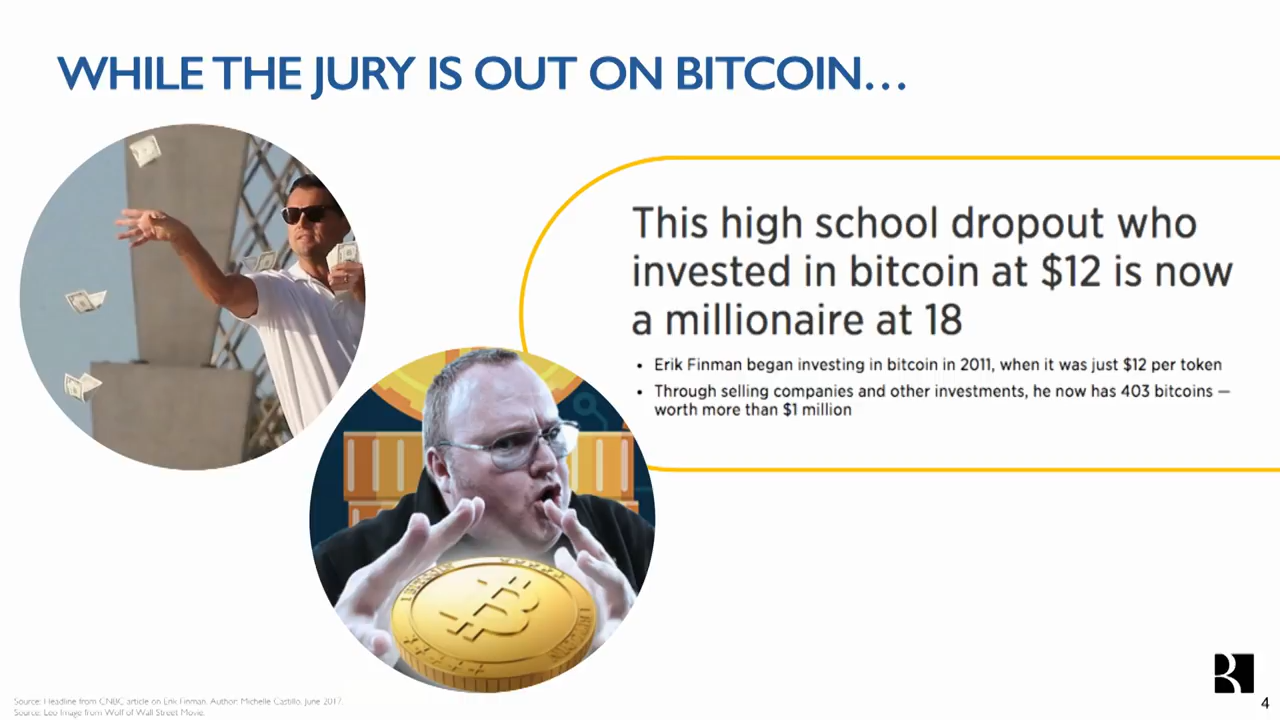 WHILE THE JURY IS OUT ON BITCOIN…
This high school dropout who
invested in bitcoin at $12 is now
a millionaire at 18
• Erik Finman began investing in bitcoin in 2011, when it was just $12 per token
• Through selling companies and other investments, he now has 403 bitcoins —
worth more than $1 million
BITCOIN
Source: Headline from CNBC article on Erik Finman. Author: Michelle Castillo, June 2017.
Source: Leo Image from Wolf of Wall Street Movie.
4